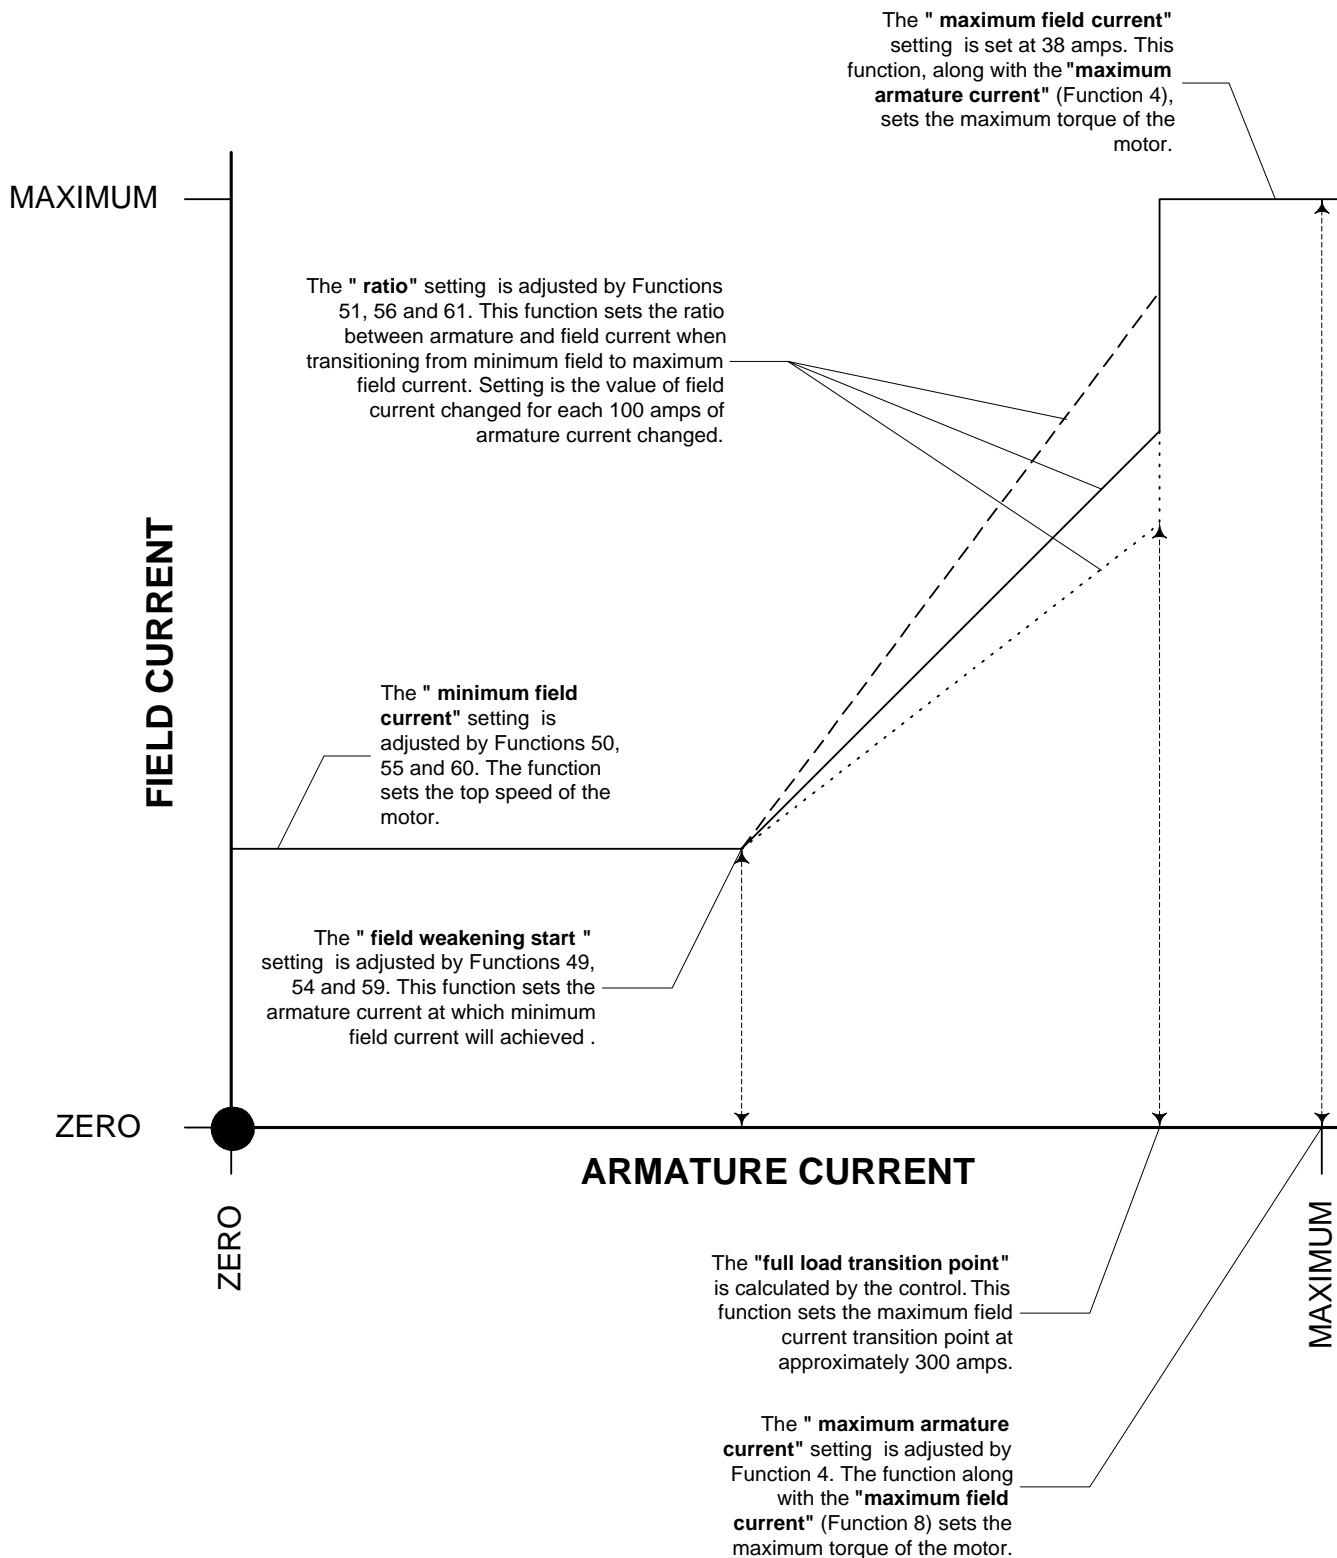 The " maximum field current"
setting is set at 38 amps. This
function, along with the "maximum
armature current" (Function 4),
sets the maximum torque of the
motor.
MAXIMUM
The " ratio" setting is adjusted by Functions
51, 56 and 61. This function sets the ratio
between armature and field current when
transitioning from minimum field to maximum
field current. Setting is the value of field
current changed for each 100 amps of
armature current changed.
FIELD CURRENT
The " minimum field
current" setting is
adjusted by Functions 50,
55 and 60. The function
sets the top speed of the
motor.
The " field weakening start "
setting is adjusted by Functions 49,
54 and 59. This function sets the
armature current at which minimum
field current will achieved .
ZERO
ARMATURE CURRENT
ZERO
MAXIMUM
The "full load transition point"
is calculated by the control. This
function sets the maximum field
current transition point at
approximately 300 amps.
The " maximum armature
current" setting is adjusted by
Function 4. The function along
with the "maximum field
current" (Function 8) sets the
maximum torque of the motor.